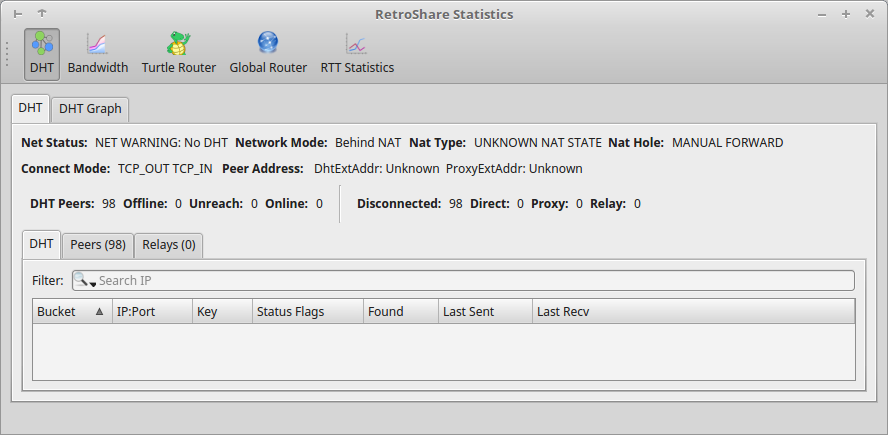 RetroShare Statistics
DHT Bandwidth Turtle Router Global Router RTT Statistics
DHT DHT Graph
Net Status: NET WARNING: No DHT Network Mode: Behind NAT Nat Type: UNKNOWN NAT STATE Nat Hole: MANUAL FORWARD
Connect Mode: TCP_OUT TCP_IN Peer Address: DhtExtAddr: Unknown ProxyExtAddr: Unknown
DHT Peers: 98 Offline: 0 Unreach: 0 Online: 0 Disconnected: 98 Direct: 0 Proxy: 0 Relay: 0
DHT Peers (98) Relays (0)
Filter: Search IP
Bucket IP:Port Key Status Flags Found Last Sent Last Recv